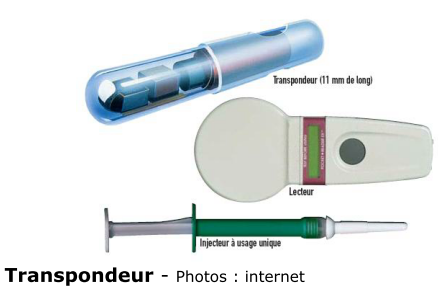 Transpondeur (11 mm de long)
Lecteur
Injecteur à usage unique
Transpondeur - Photos : internet